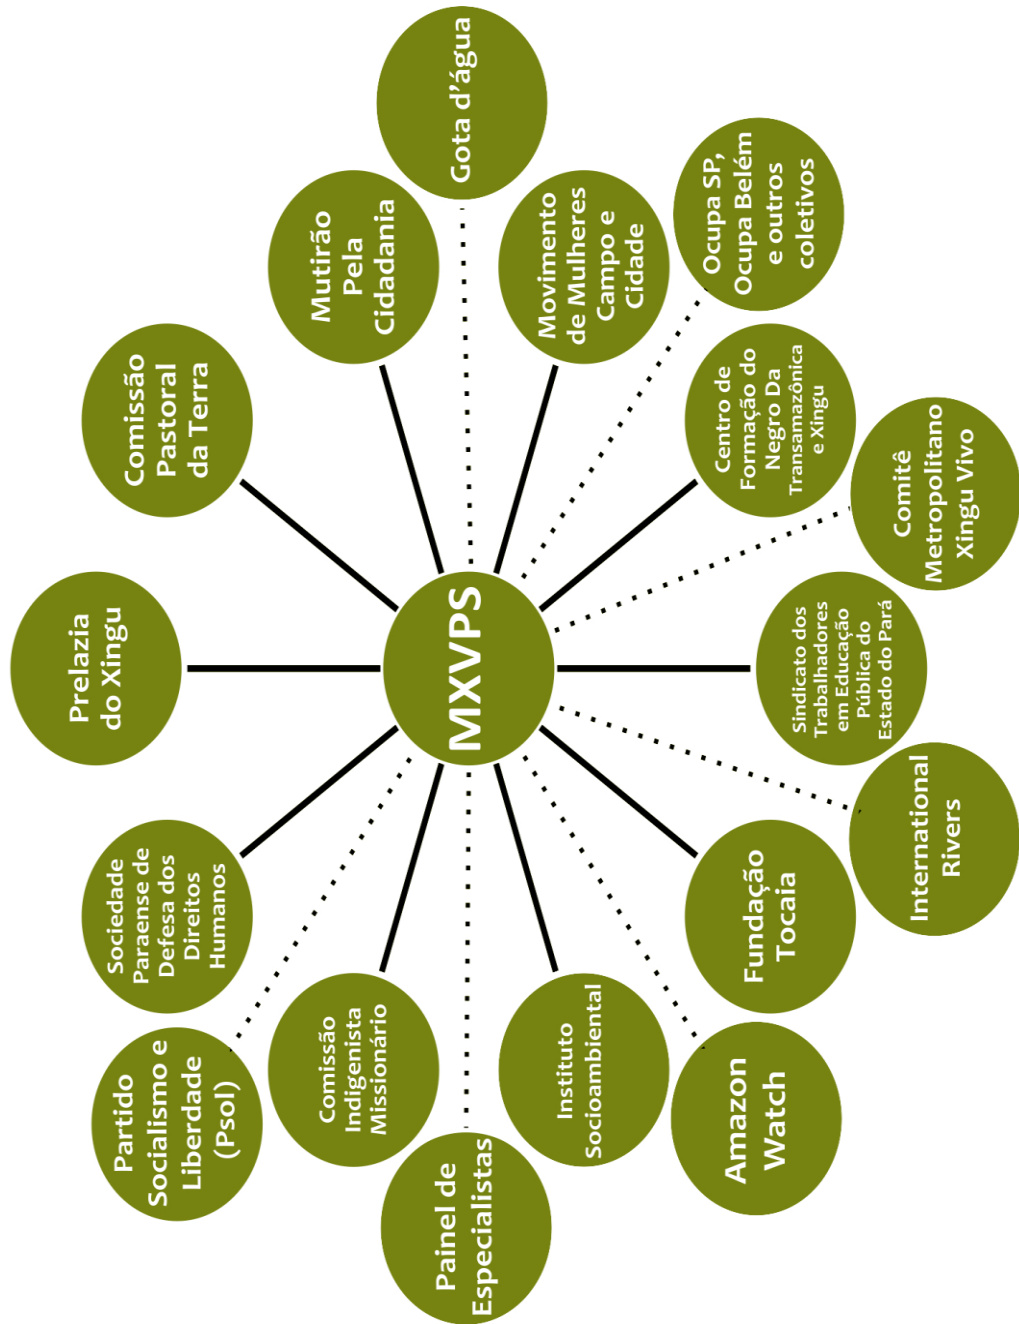 Gota d'água
Mutirão
Pela
Cidadania
Movimento
de Mulheres
Campo e
Cidade
Ocupa SP,
Ocupa Belém
e outros
coletivos
Comissão
Pastoral
da Terra
Centro de
Formação do
Negro Da
Transamazônica
e Xingu
Comitê
Metropolitano
Xingu Vivo
Prelazia
do Xingu
MXVPS
Sindicato dos
Trabalhadores
em Educação
Pública do
Estado do Pará
International
Rivers
Sociedade
Paraense de
Defesa dos
Direitos
Humanos
Fundação
Tocaia
Partido
Socialismo e
Liberdade
(Psol)
Comissão
Indigenista
Missionário
Instituto
Socioambiental
Amazon
Watch
Painel de
Especialistas